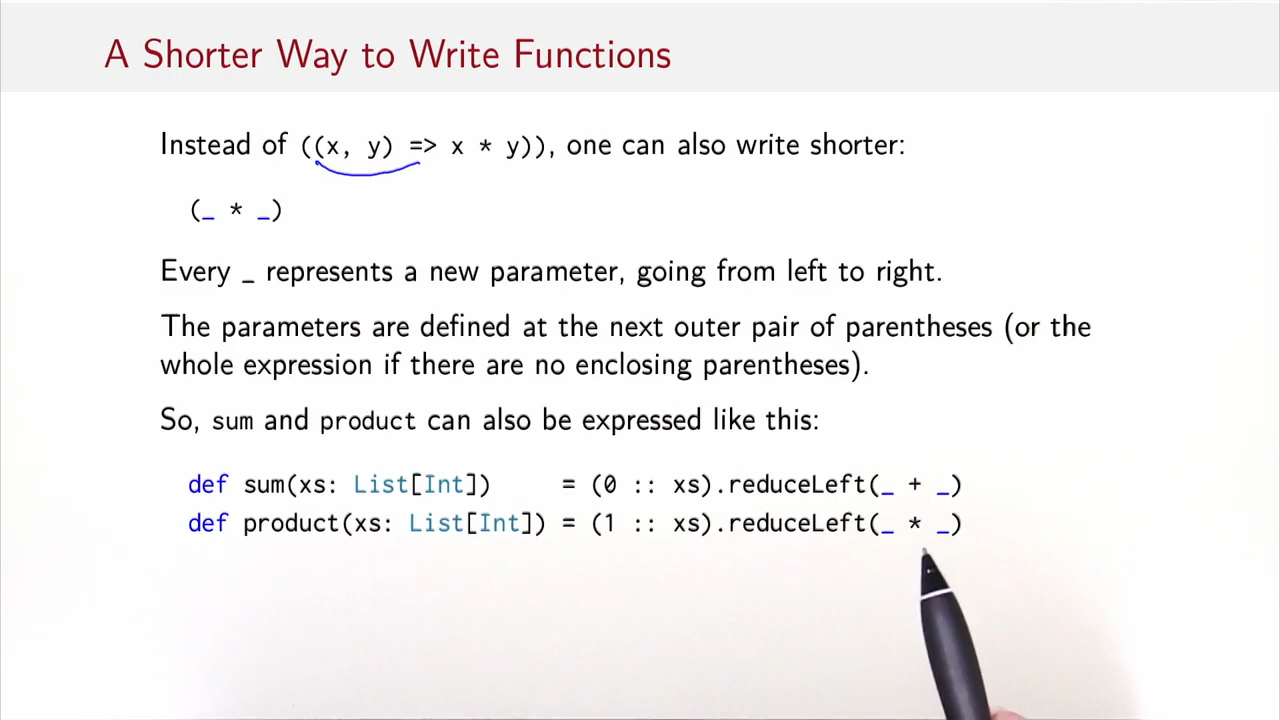 A Shorter Way to Write Functions
Instead of ((x, y) => x * y)), one can also write shorter:
(_ * _)
Every _ represents a new parameter, going from left to right.
The parameters are defined at the next outer pair of parentheses (or the
whole expression if there are no enclosing parentheses).
So, sum and product can also be expressed like this:
def sum(xs: List[Int])     = (0 :: xs).reduceLeft(_ + _)
def product(xs: List[Int]) = (1 :: xs).reduceLeft(_ * _)